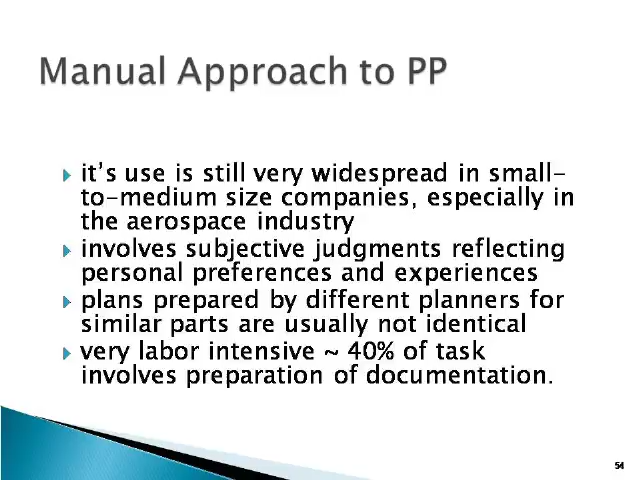 Manual Approach to PP
it's use is still very widespread in small-
to-medium size companies, especially in
the aerospace industry
involves subjective judgments reflecting
personal preferences and experiences
plans prepared by different planners for
similar parts are usually not identical
very labor intensive ~ 40% of task
involves preparation of documentation.
54